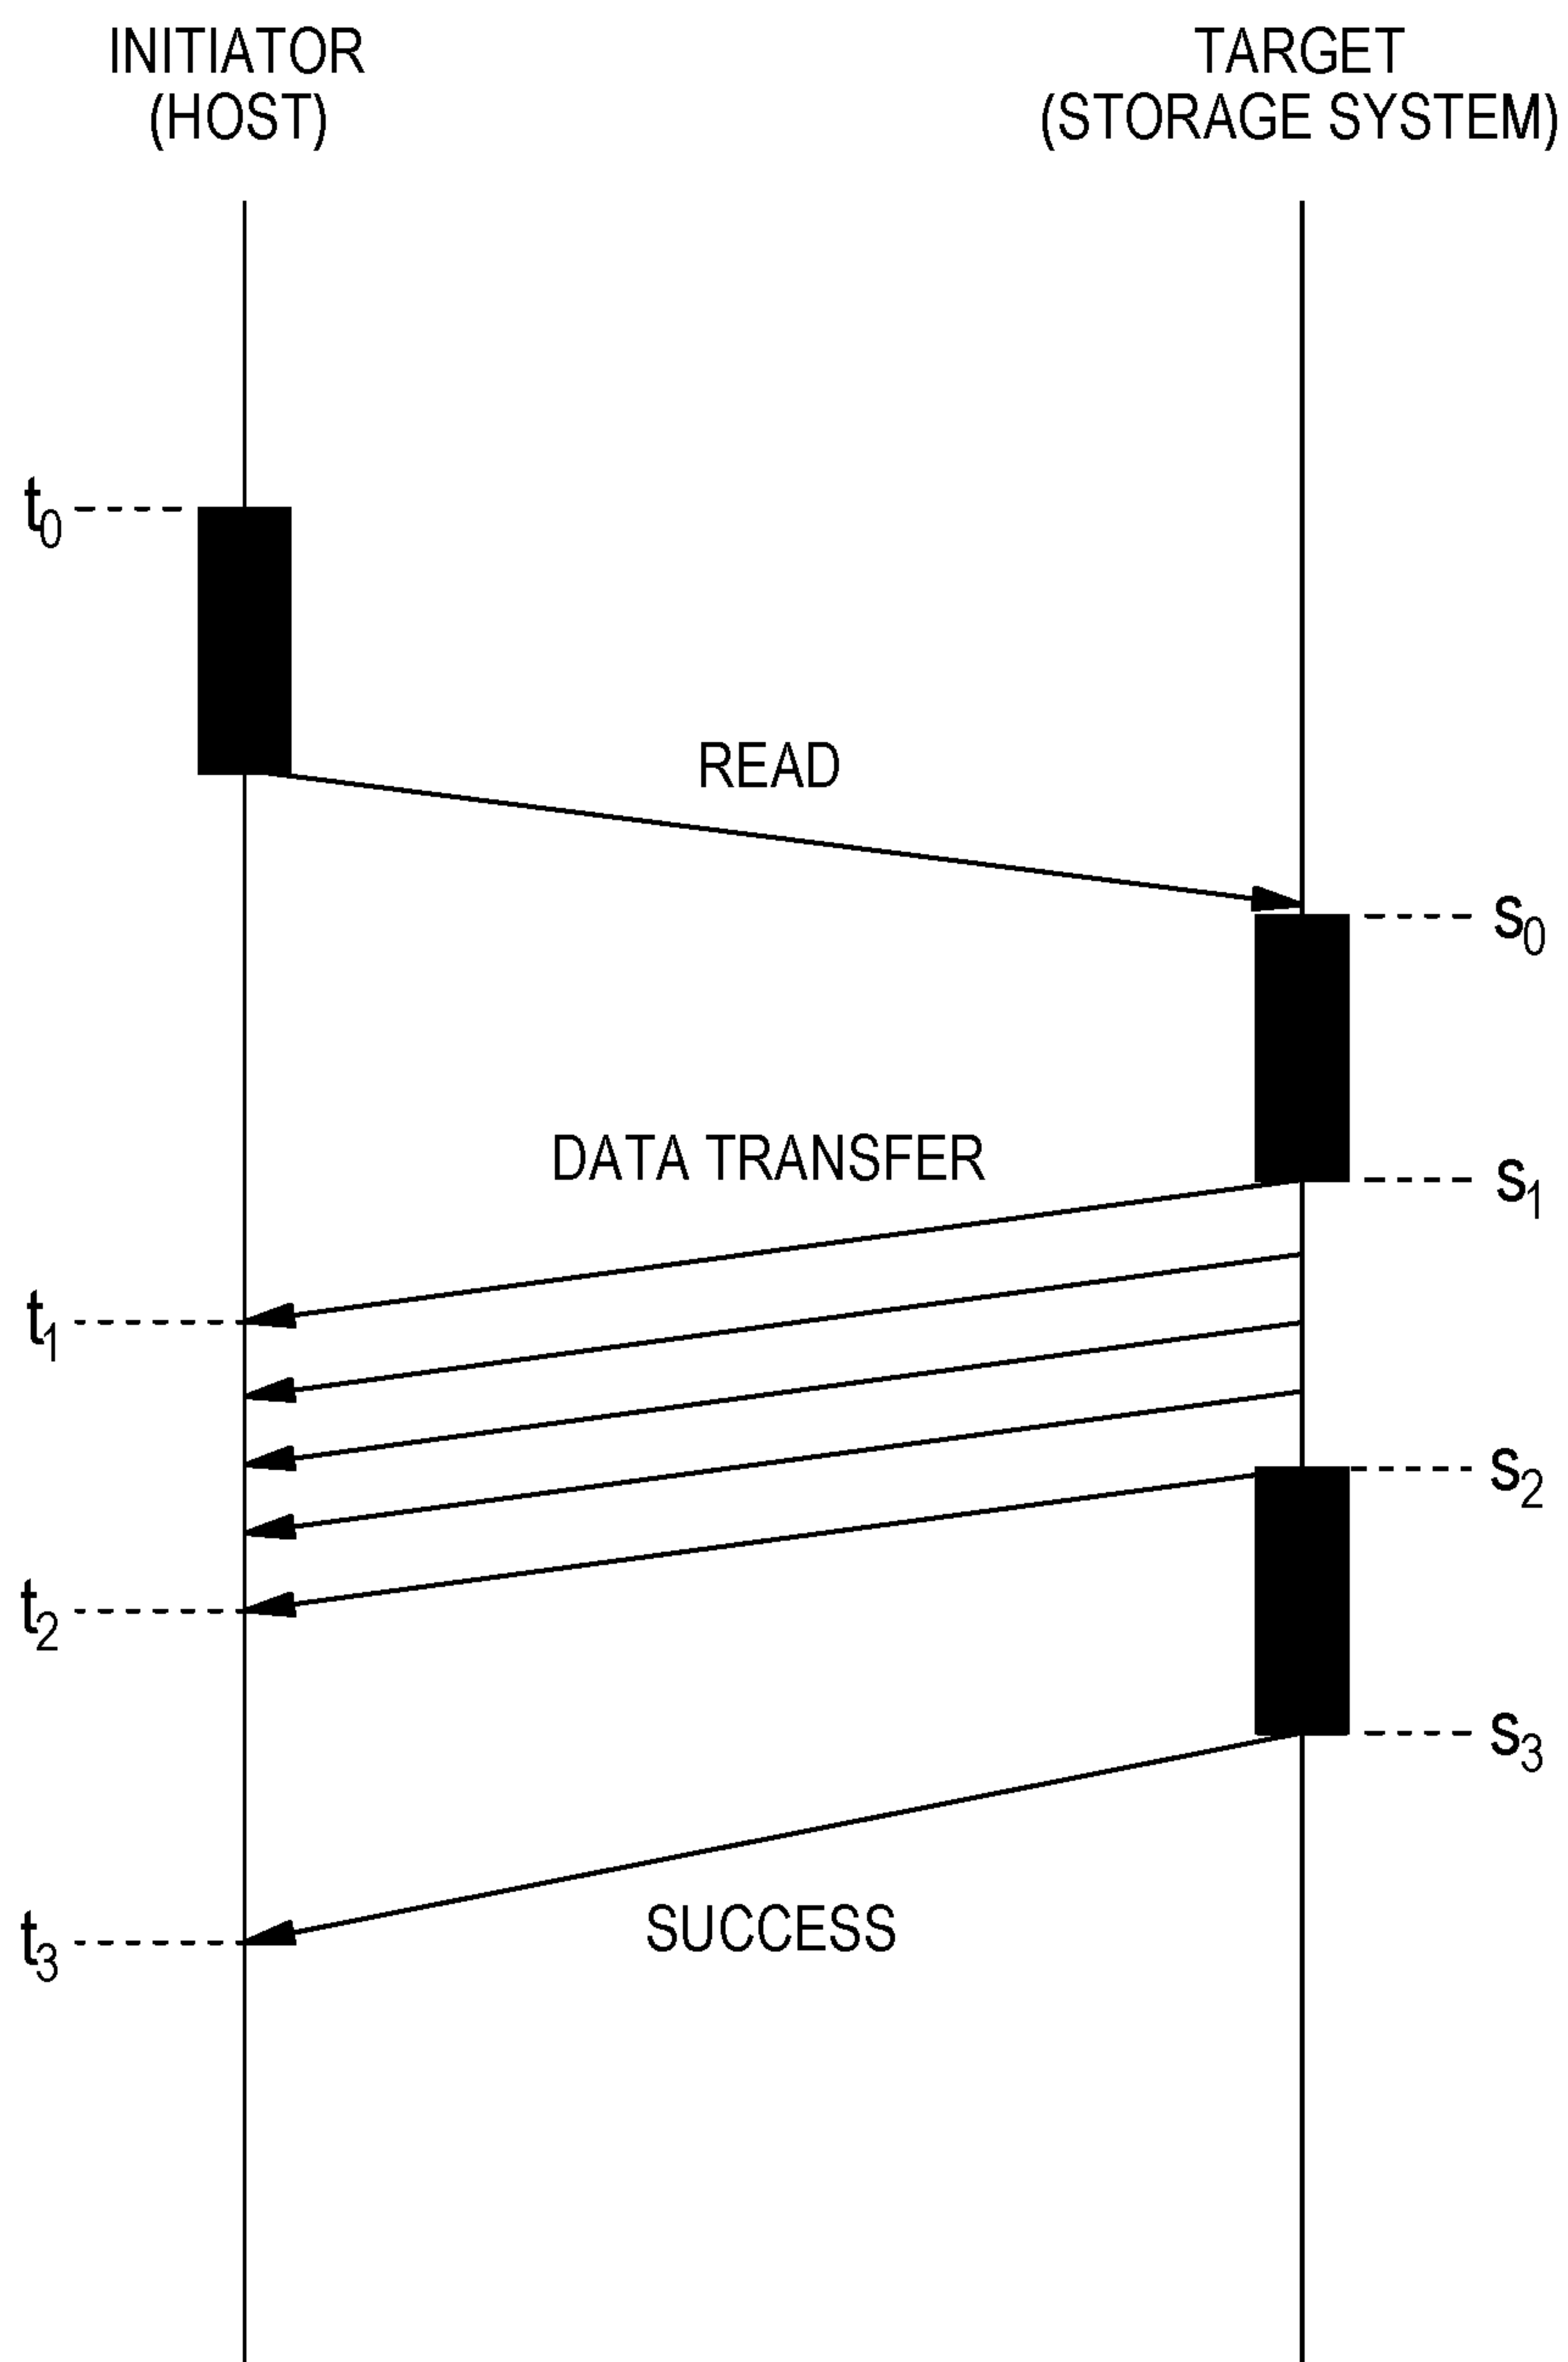 INITIATOR
(HOST)
TARGET
(STORAGE SYSTEM)
t0
READ
s0
DATA TRANSFER
s1
t1
s2
t2
s3
SUCCESS
t3